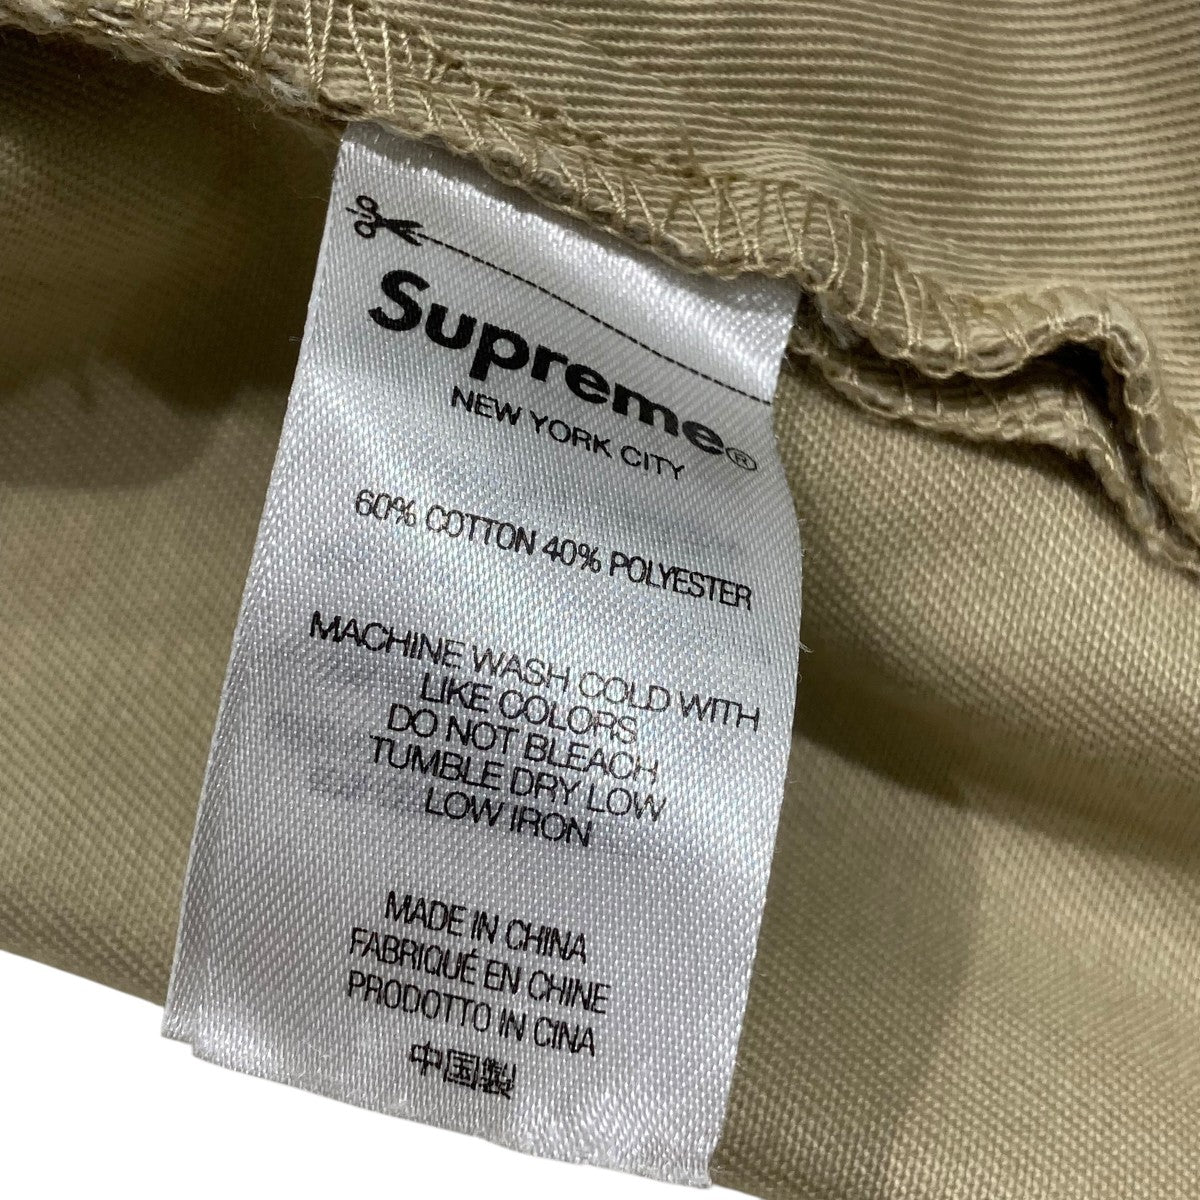 Supreme®
NEW YORK CITY
60% COTTON 40% POLYESTER
MACHINE WASH COLD WITH
LIKE COLORS
DO NOT BLEACH
TUMBLE DRY LOW
LOW IRON
MADE IN CHINA
FABRIQUÉ EN CHINE
PRODOTTO IN CINA
中国製